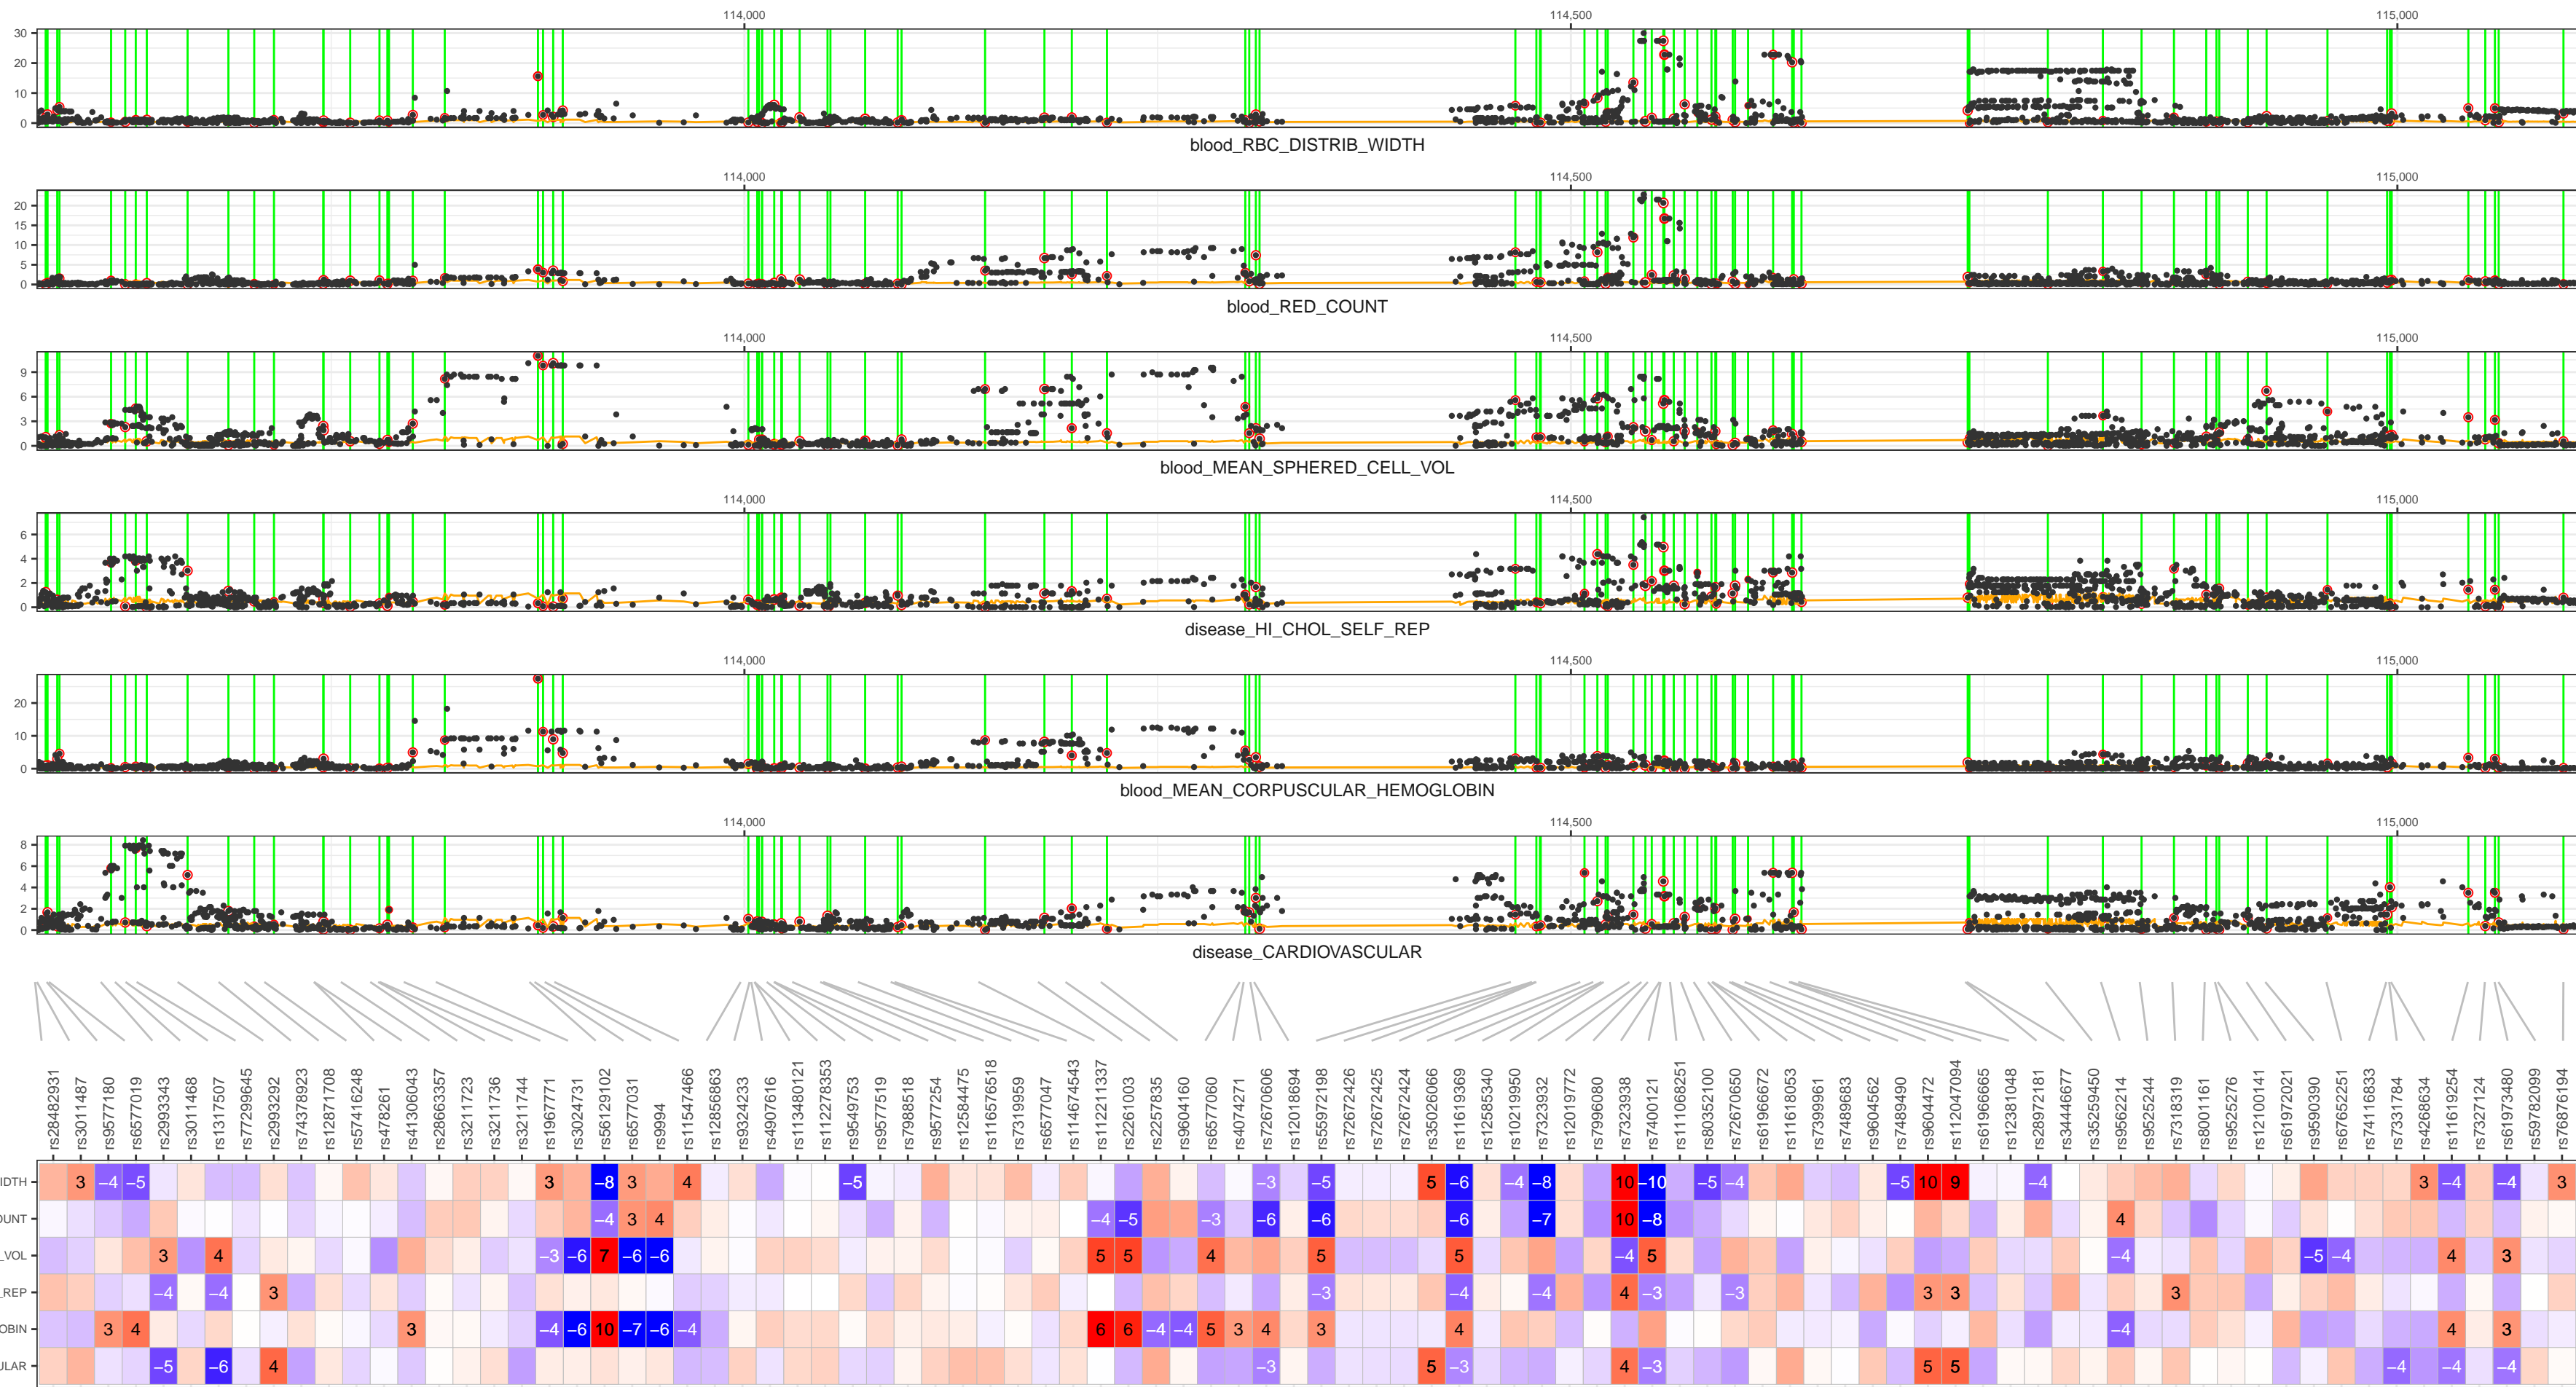 114,000 114,500 115,000
30
20
10
0
blood_RBC_DISTRIB_WIDTH
114,000 114,500 115,000
20
15
10
5
0
blood_RED_COUNT
114,000 114,500 115,000
9
6
3
0
blood_MEAN_SPHERED_CELL_VOL
114,000 114,500 115,000
6
4
2
0
disease_HI_CHOL_SELF_REP
114,000 114,500 115,000
20
10
0
blood_MEAN_CORPUSCULAR_HEMOGLOBIN
114,000 114,500 115,000
8
6
4
2
0
disease_CARDIOVASCULAR
rs28482931
rs3011487
rs9577180
rs6577019
rs2993343
rs3011468
rs1317507
rs77299645
rs2993292
rs74378923
rs12871708
rs57416248
rs478261
rs41306043
rs28663357
rs3211723
rs3211736
rs3211744
rs19677771
rs3024731
rs56129102
rs6577031
rs9994
rs11547466
rs12856863
rs9324233
rs4907616
rs113480121
rs112278353
rs9549753
rs9577519
rs7988518
rs9577254
rs12584475
rs116576518
rs7319959
rs6577047
rs114674543
rs112211337
rs2261003
rs2257835
rs9604160
rs6577060
rs4074271
rs72670606
rs12018694
rs55972198
rs72672426
rs72672425
rs72672424
rs35026066
rs11619369
rs12585340
rs10219950
rs7323932
rs12019772
rs7996080
rs7323938
rs7400121
rs111068251
rs80352100
rs72670650
rs61966672
rs11618053
rs7399961
rs7489683
rs9604562
rs7489490
rs9604472
rs112047094
rs61966665
rs12381048
rs28972181
rs34446677
rs35259450
rs9562214
rs9525244
rs7318319
rs8001161
rs9525276
rs12100141
rs61972021
rs9590390
rs67652251
rs74116833
rs7331784
rs4268634
rs11619254
rs7327124
rs61973480
rs59782099
rs76876194
IDTH 3 −4 −5 3 −8 3 4 −5 −3 −5 5 −6 −4 −8 10 −10 −5 −4 −5 10 9 −4 3 −4 −4 3
OUNT −4 3 4 −4 −5 −3 −6 −6 −6 −7 10 −8 4
_VOL 3 4 −3 −6 7 −6 −6 5 5 4 5 5 −4 5 −4 −5 −4 4 3
_REP −4 −4 3 −3 −4 −4 4 −3 −3 3 3 3
OBIN 3 4 3 −4 −6 10 −7 −6 −4 6 6 −4 −4 5 3 4 3 4 −4 4 3
ULAR −5 −6 4 −3 5 −3 4 −3 5 5 −4 −4 −4